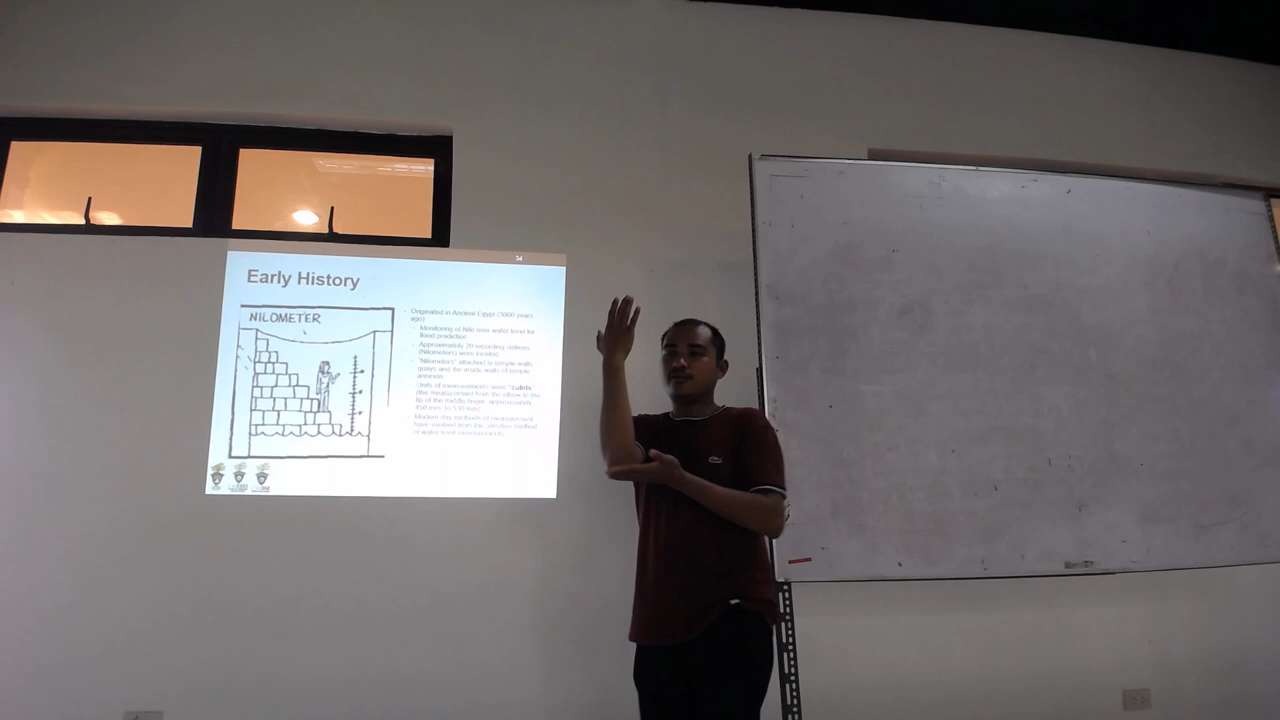 34
Early History
NILOMETER
Originated in Ancient Egypt (3000 years
ago)
Monitoring of Nile river water level for
flood prediction
Approximately 20 recording stations
(Nilometers) were located
"Nilometers" attached to temple walls,
quays and the inside walls of temple
annexes
Units of measurements were "cubits"
(the measurement from the elbow to the
tip of the middle finger, approximately
450 mm to 530 mm)
Modern day methods of measurement
have evolved from the method
of water level measurements